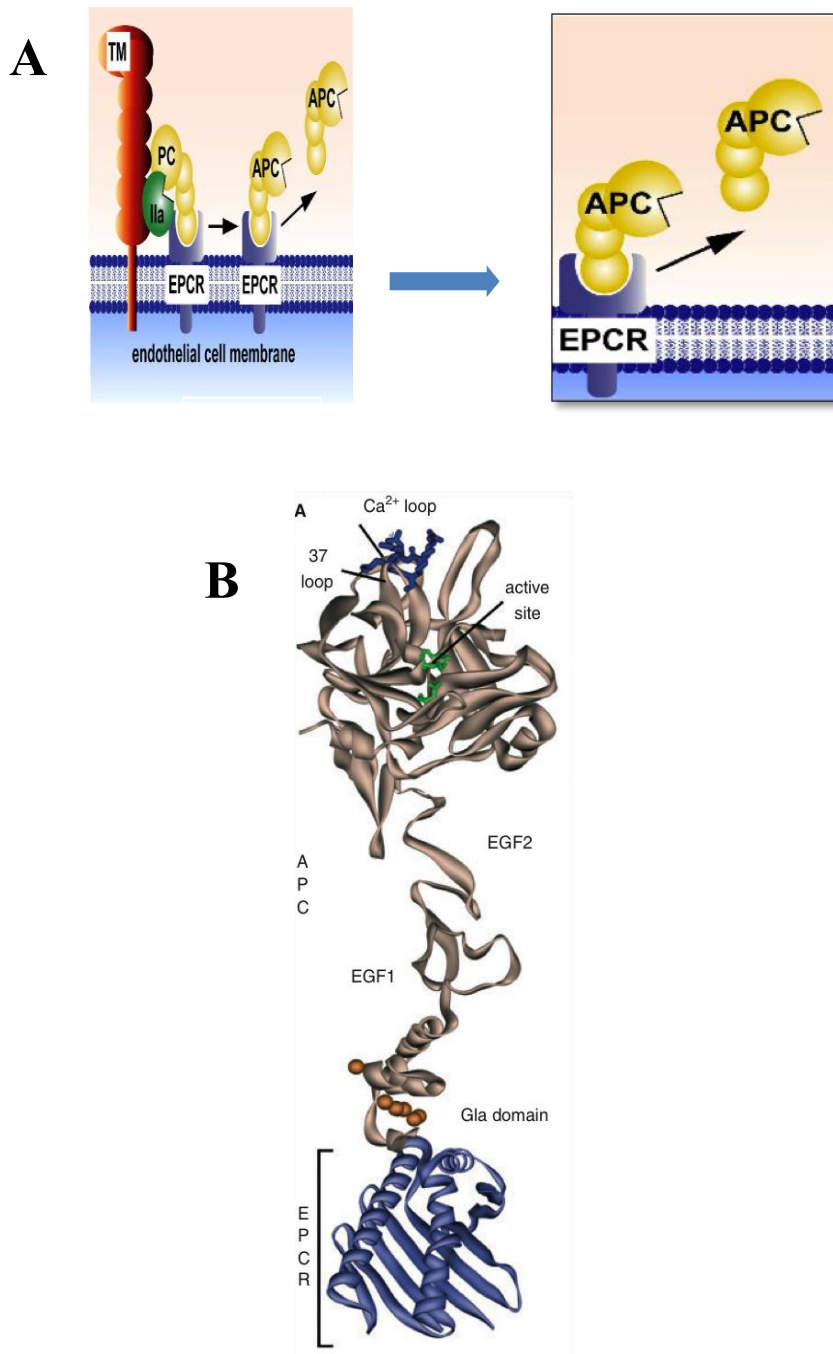 A
TM
PC
IIa
APC
APC
EPCR
EPCR
endothelial cell membrane
APC
APC
EPCR
B
A
Ca²⁺ loop
37
loop
active
site
EGF2
A
P
C
EGF1
Gla domain
E
P
C
R